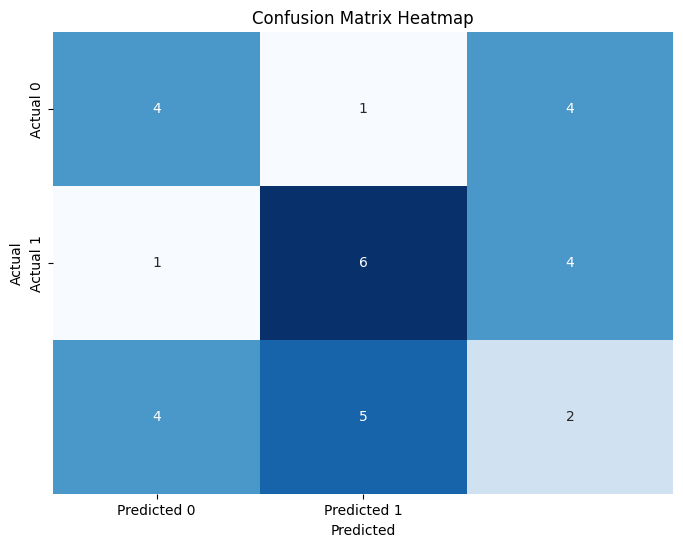 Confusion Matrix Heatmap
Actual
Actual 0
4 1 4
Actual 1
1 6 4
4 5 2
Predicted 0 Predicted 1
Predicted